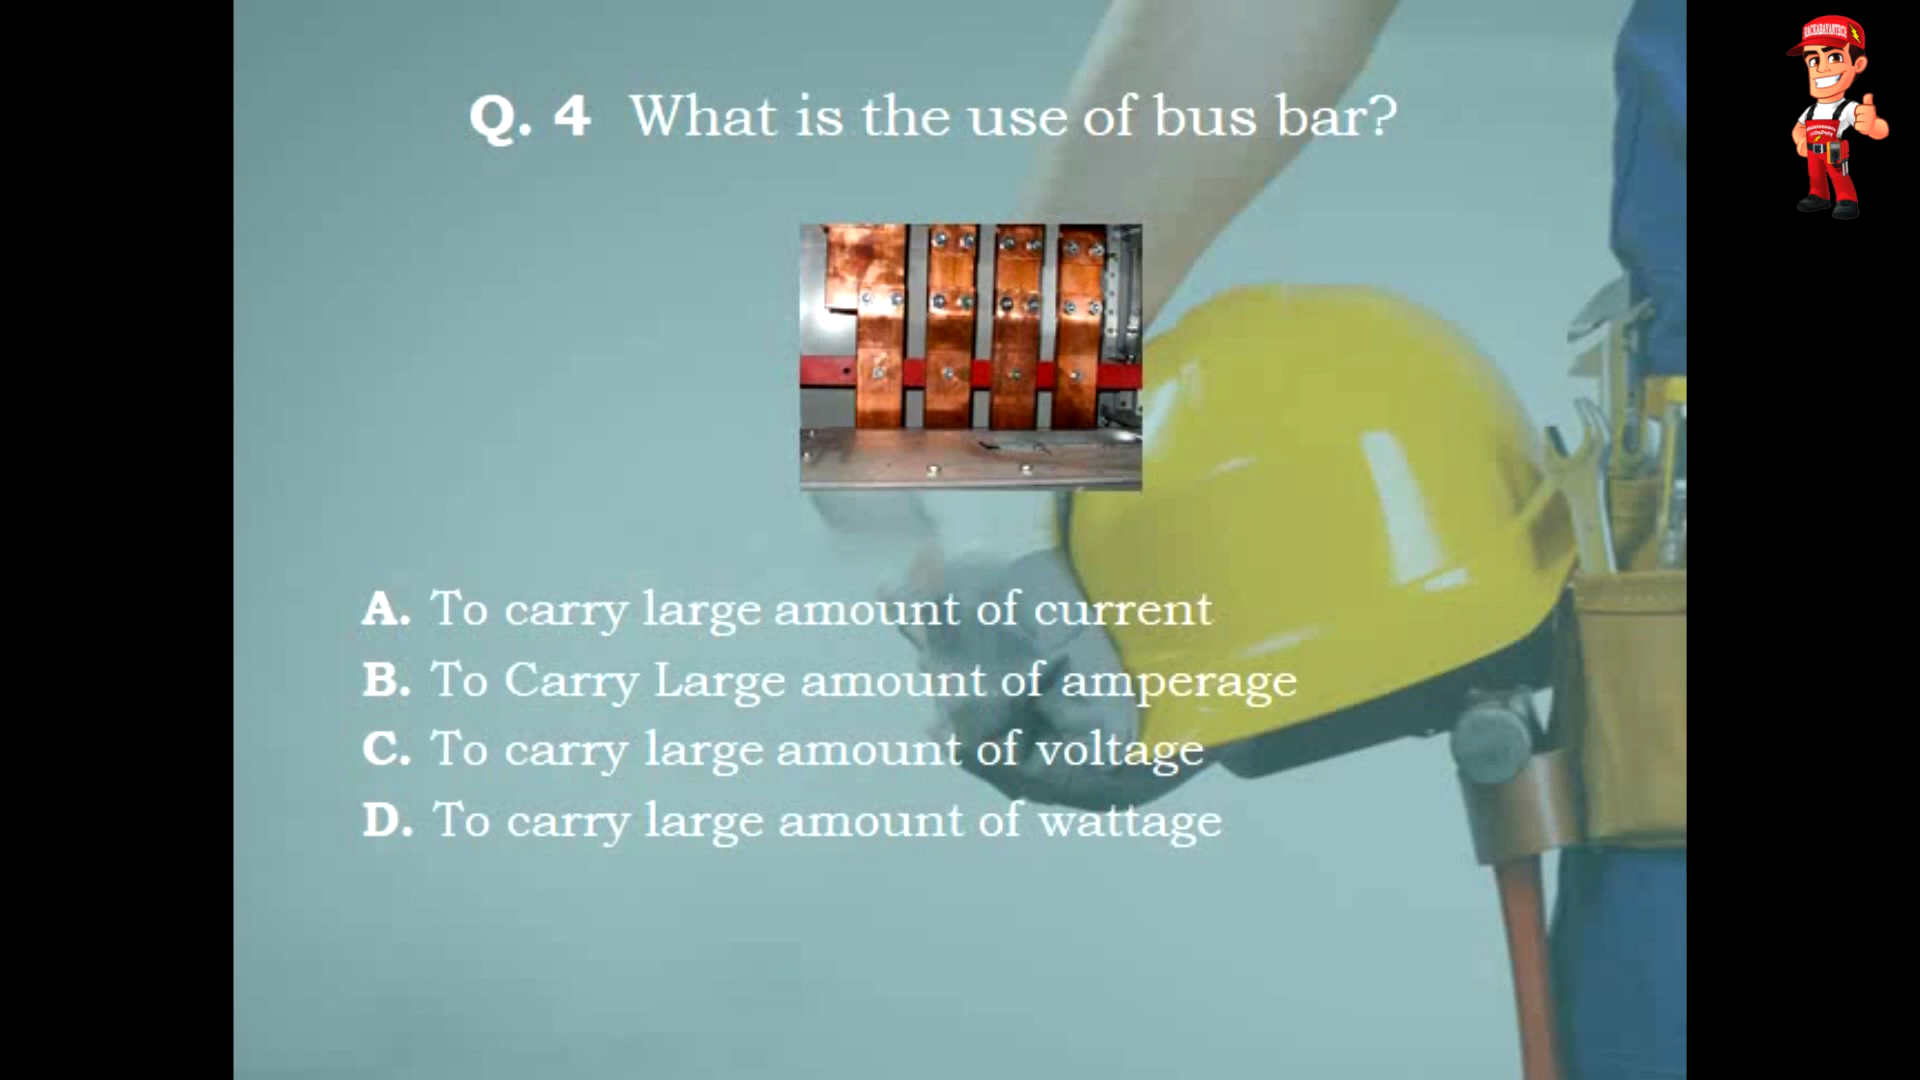 Q. 4 What is the use of bus bar?
A. To carry large amount of current
B. To Carry Large amount of amperage
C. To carry large amount of voltage
D. To carry large amount of wattage